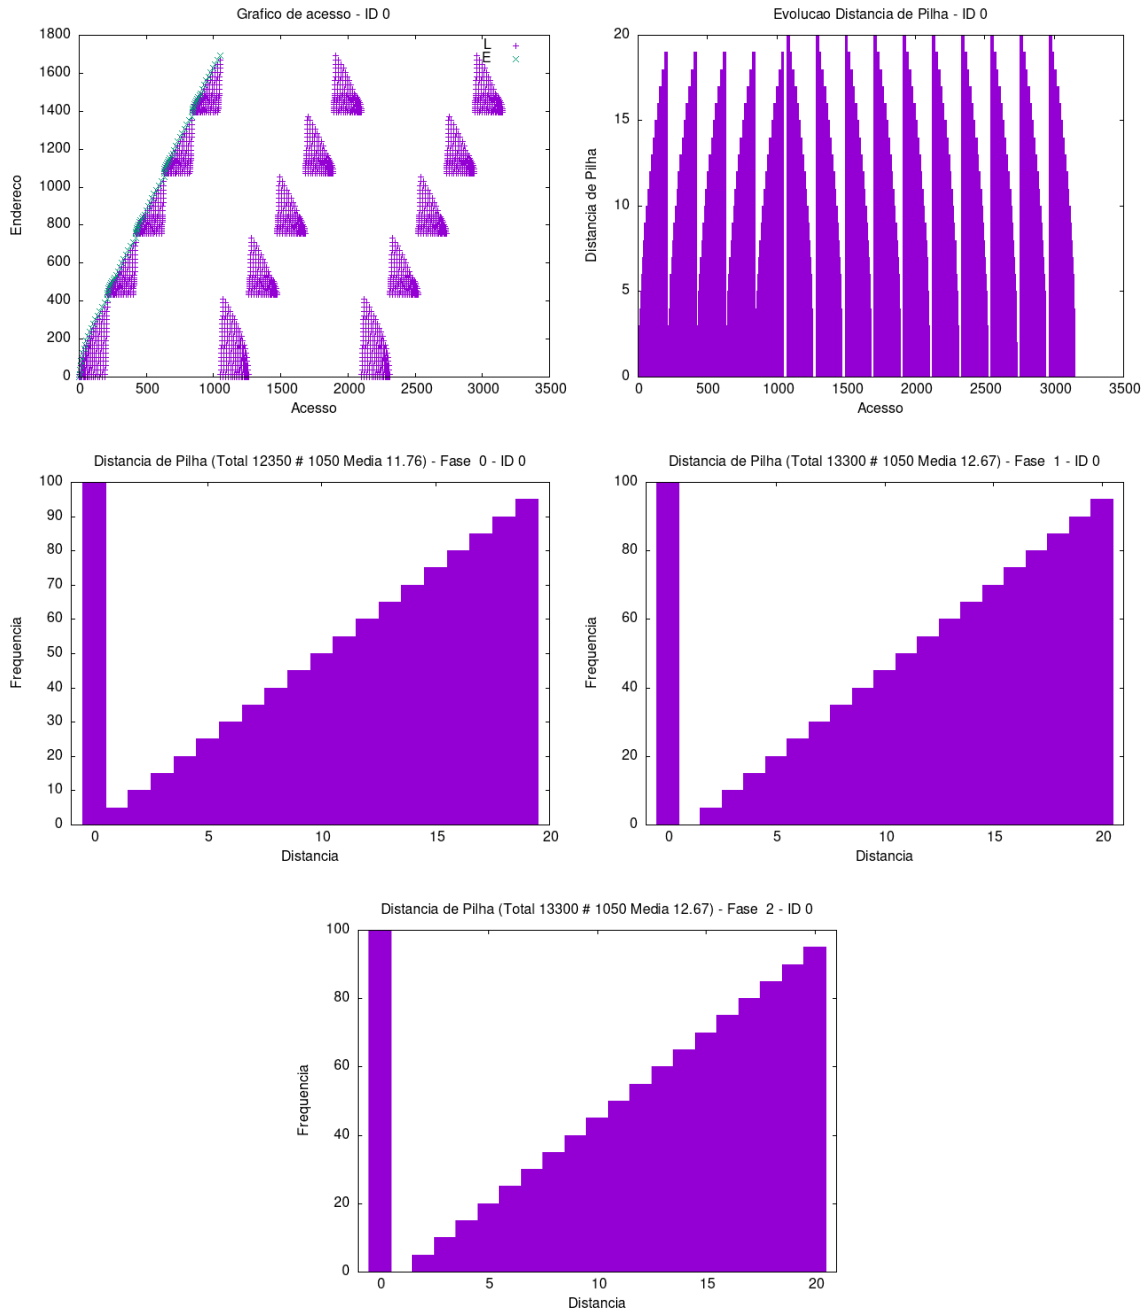 Grafico de acesso - ID 0
1800
1600
1400
1200
1000
800
600
400
200
0
Endereco
L
E
0 500 1000 1500 2000 2500 3000 3500
Acesso
Evolucao Distancia de Pilha - ID 0
20
15
10
5
0
Distancia de Pilha
0 500 1000 1500 2000 2500 3000 3500
Acesso
Distancia de Pilha (Total 12350 # 1050 Media 11.76) - Fase 0 - ID 0
100
90
80
70
60
50
40
30
20
10
0
Frequencia
0 5 10 15 20
Distancia
Distancia de Pilha (Total 13300 # 1050 Media 12.67) - Fase 1 - ID 0
100
80
60
40
20
0
Frequencia
0 5 10 15 20
Distancia
Distancia de Pilha (Total 13300 # 1050 Media 12.67) - Fase 2 - ID 0
100
80
60
40
20
0
Frequencia
0 5 10 15 20
Distancia